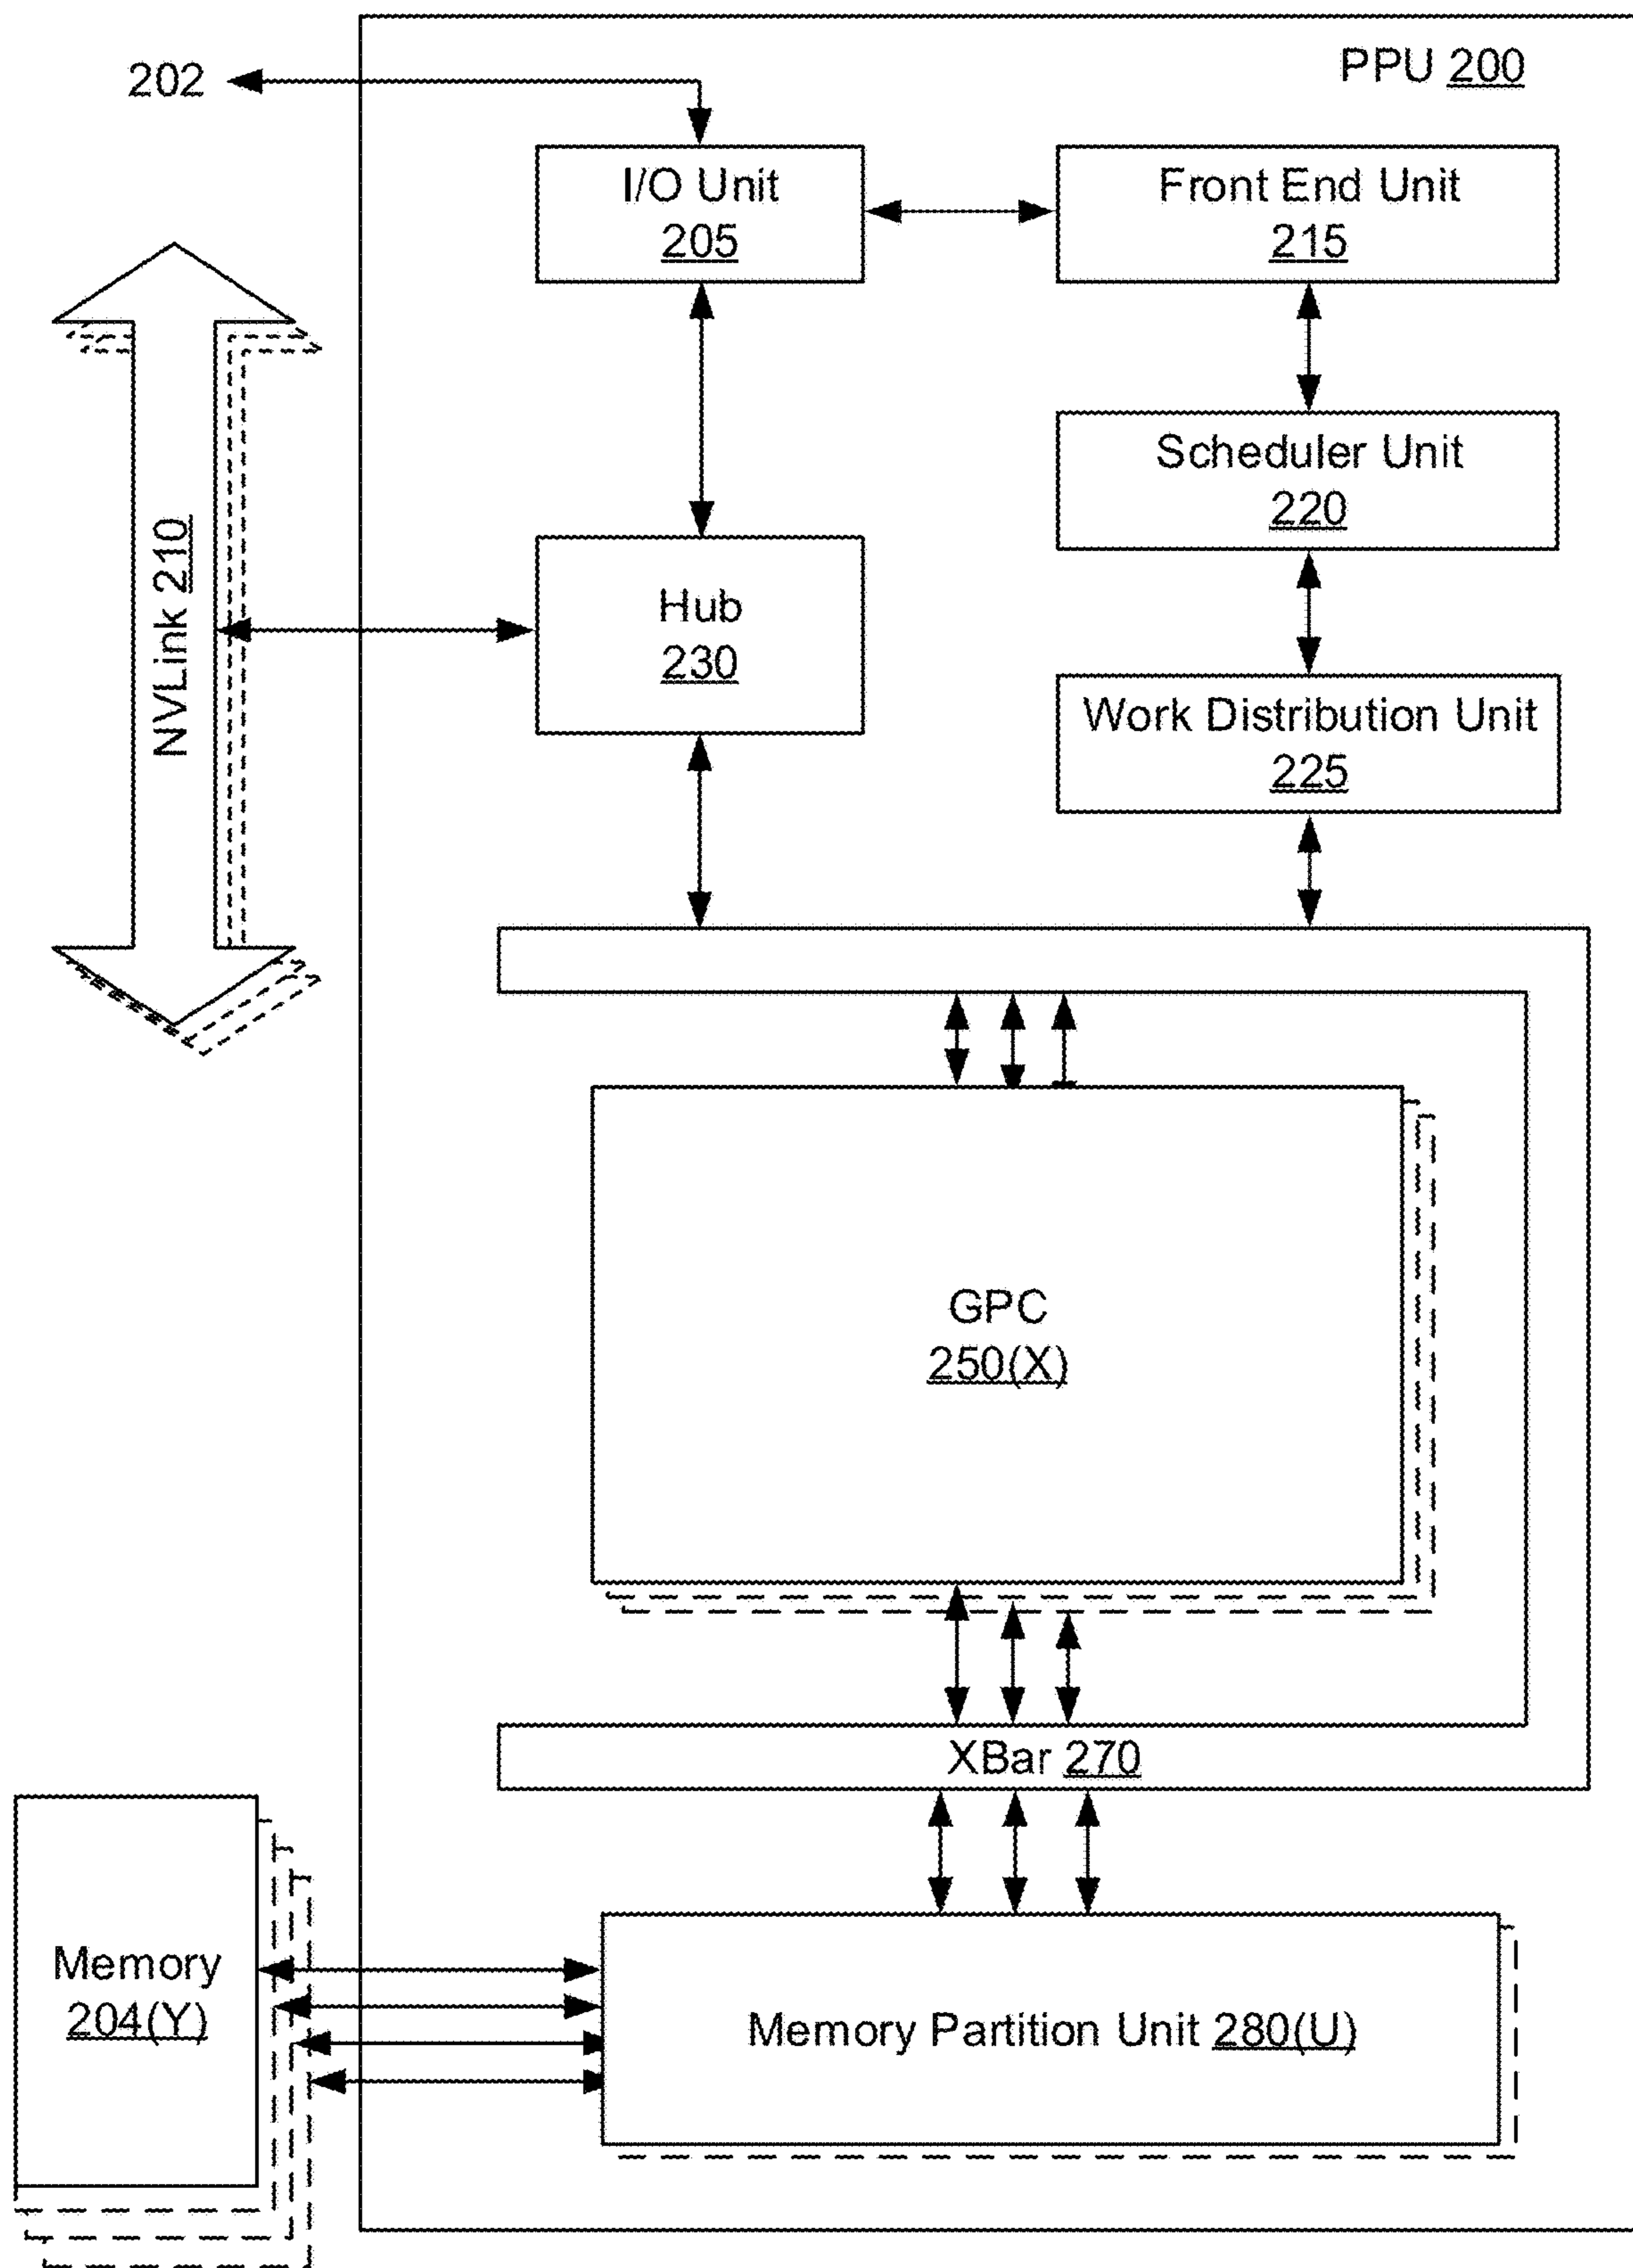 PPU 200
202
I/O Unit
205
Front End Unit
215
Scheduler Unit
220
NVLink 210
Hub
230
Work Distribution Unit
225
GPC
250(X)
XBar 270
Memory
204(Y)
Memory Partition Unit 280(U)